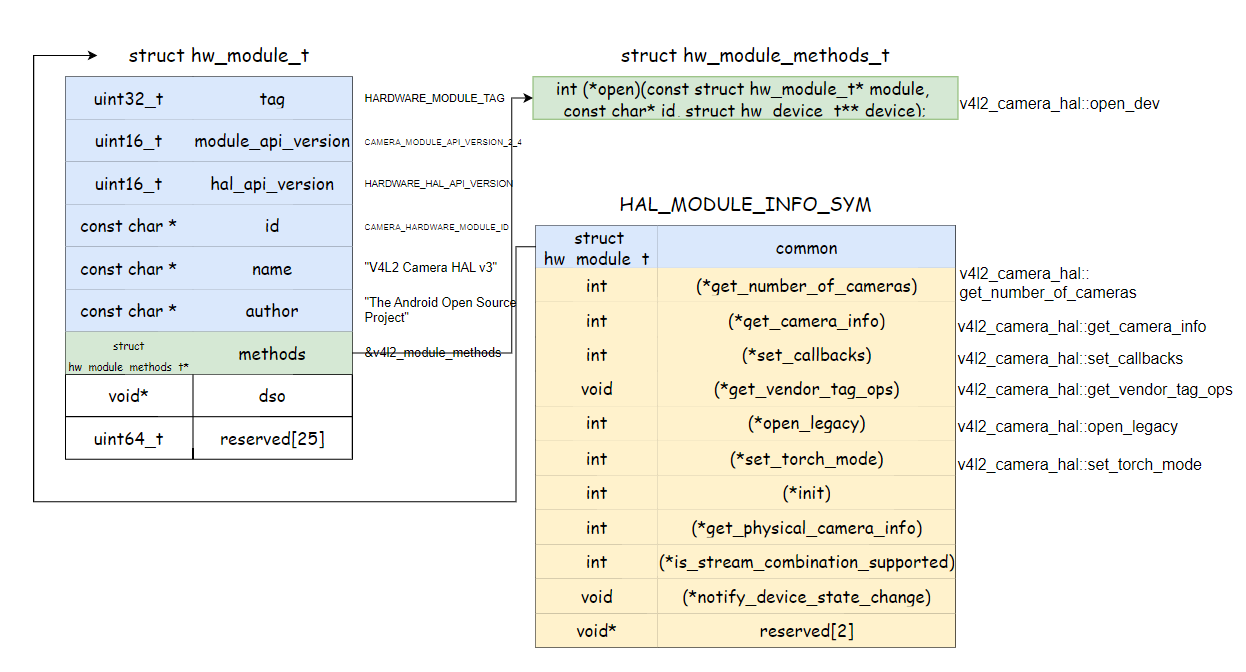 struct hw_module_t
uint32_t tag HARDWARE_MODULE_TAG
uint16_t module_api_version CAMERA_MODULE_API_VERSION_2_4
uint16_t hal_api_version HARDWARE_HAL_API_VERSION
const char * id CAMERA_HARDWARE_MODULE_ID
const char * name "V4L2 Camera HAL v3"
const char * author "The Android Open Source
Project"
struct
hw_module_methods_t* methods &v4l2_module_methods
void* dso
uint64_t reserved[25]
struct hw_module_methods_t
int (*open)(const struct hw_module_t* module,
const char* id, struct hw_device_t** device);
v4l2_camera_hal::open_dev
HAL_MODULE_INFO_SYM
struct
hw_module_t common
int (*get_number_of_cameras) v4l2_camera_hal::
get_number_of_cameras
int (*get_camera_info) v4l2_camera_hal::get_camera_info
int (*set_callbacks) v4l2_camera_hal::set_callbacks
void (*get_vendor_tag_ops) v4l2_camera_hal::get_vendor_tag_ops
int (*open_legacy) v4l2_camera_hal::open_legacy
int (*set_torch_mode) v4l2_camera_hal::set_torch_mode
int (*init)
int (*get_physical_camera_info)
int (*is_stream_combination_supported)
void (*notify_device_state_change)
void* reserved[2]